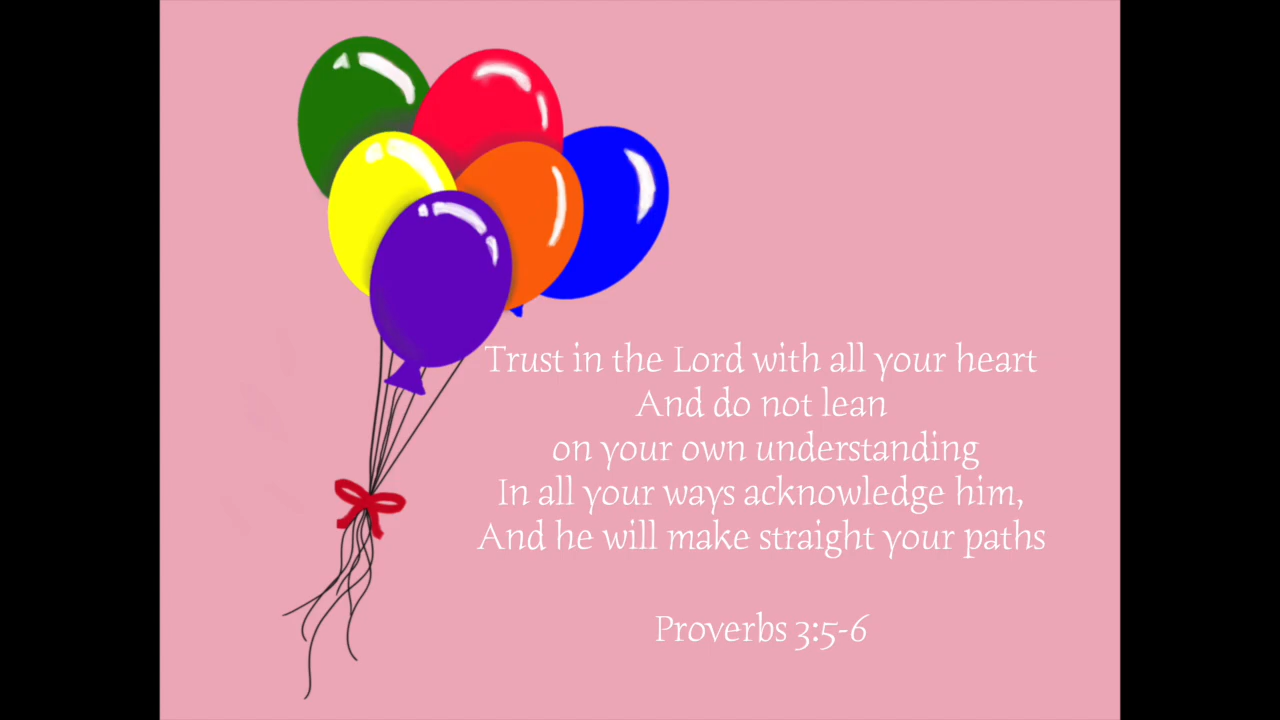 Trust in the Lord with all your heart
And do not lean
on your own understanding
In all your ways acknowledge him,
And he will make straight your paths
Proverbs 3:5-6